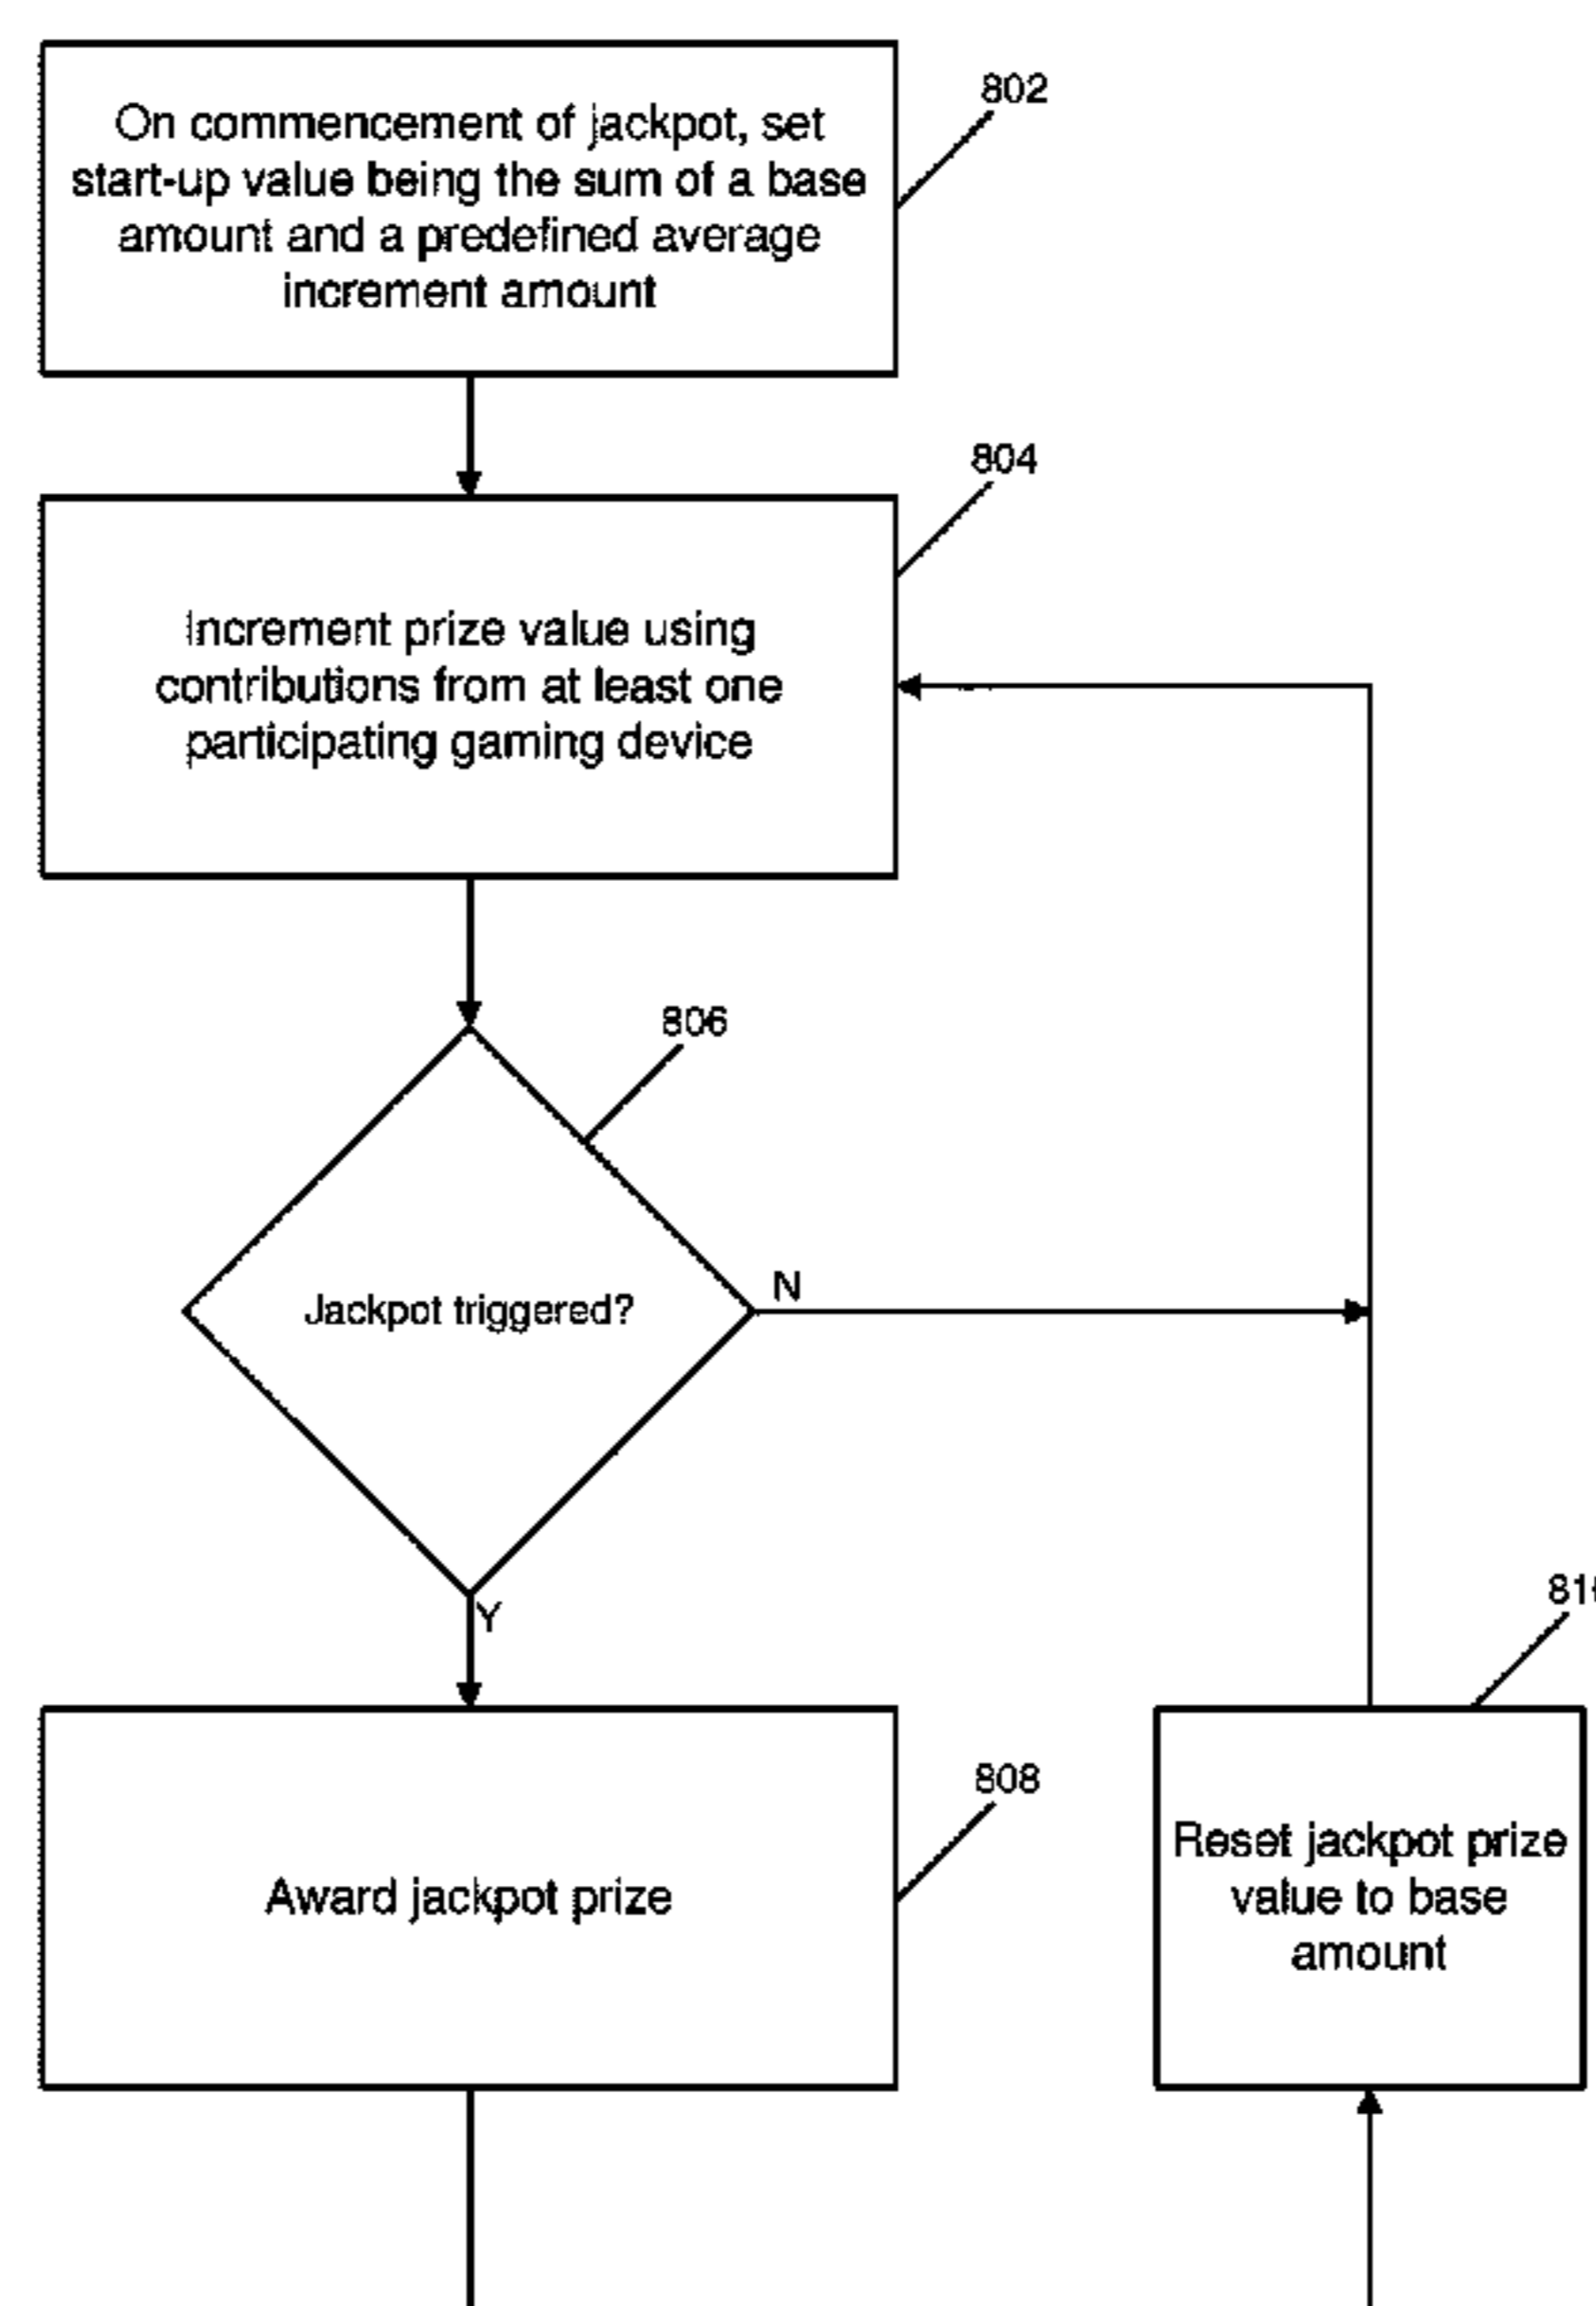 802
On commencement of jackpot, set
start-up value being the sum of a base
amount and a predefined average
increment amount
804
Increment prize value using
contributions from at least one
participating gaming device
806
Jackpot triggered?
N
Y
808
Award jackpot prize
Reset jackpot prize
value to base
amount